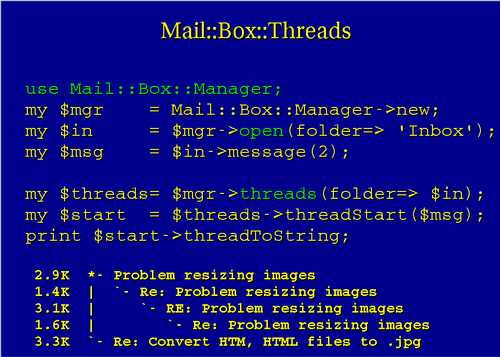 Mail::Box::Threads
use Mail::Box::Manager;
my $mgr    = Mail::Box::Manager->new;
my $in     = $mgr->open(folder=> 'Inbox');
my $msg    = $in->message(2);
my $threads= $mgr->threads(folder=> $in);
my $start  = $threads->threadStart($msg);
print $start->threadToString;
2.9K  *- Problem resizing images
1.4K  |  `- Re: Problem resizing images
3.1K  |     `- RE: Problem resizing images
1.6K  |        `- Re: Problem resizing images
3.3K  `- Re: Convert HTM, HTML files to .jpg